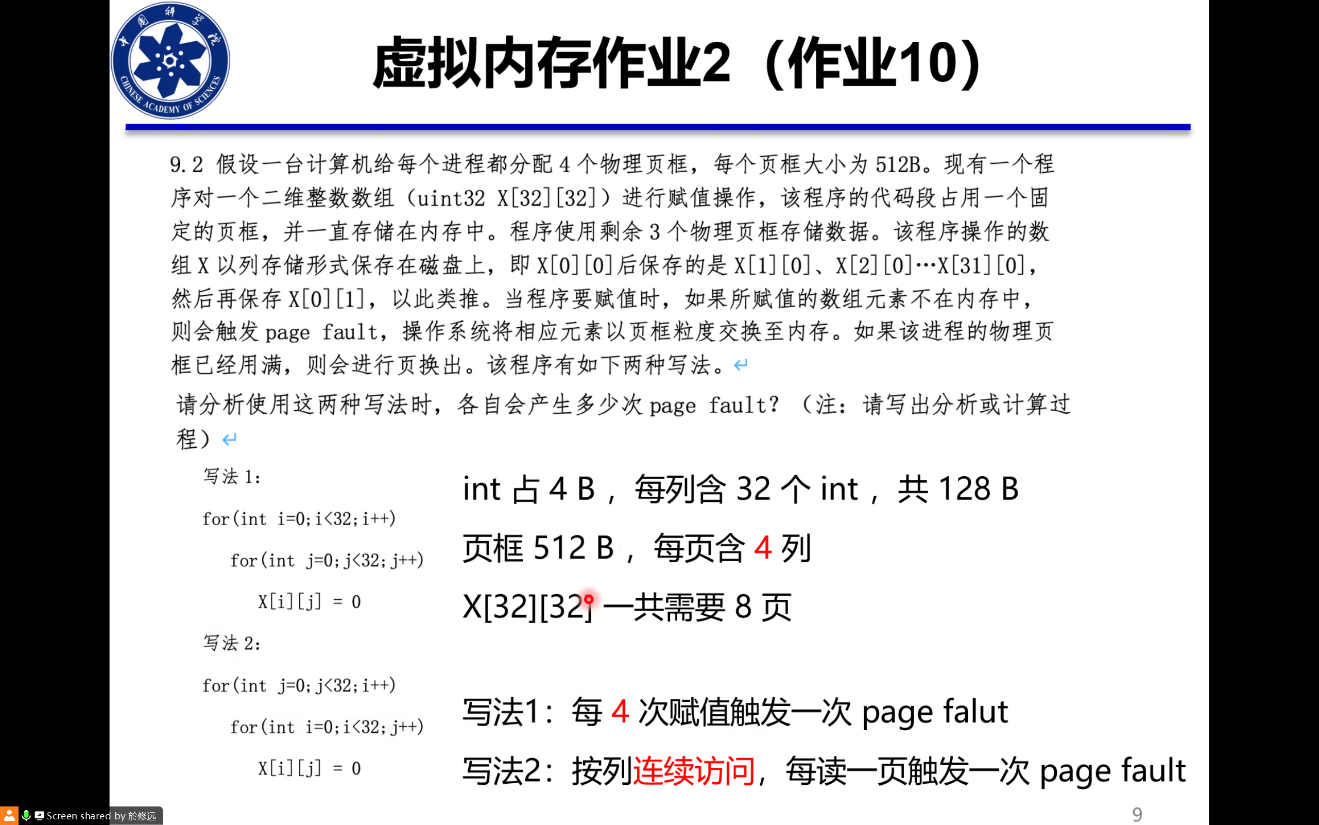 中国科学院
CHINESE ACADEMY OF SCIENCES
虚拟内存作业2（作业10）
9.2 假设一台计算机给每个进程都分配 4 个物理页框，每个页框大小为 512B。现有一个程
序对一个二维整数数组（uint32 X[32][32]）进行赋值操作，该程序的代码段占用一个固
定的页框，并一直存储在内存中。程序使用剩余 3 个物理页框存储数据。该程序操作的数
组 X 以列存储形式保存在磁盘上，即 X[0][0]后保存的是 X[1][0]、X[2][0]…X[31][0]，
然后再保存 X[0][1]，以此类推。当程序要赋值时，如果所赋值的数组元素不在内存中，
则会触发 page fault，操作系统将相应元素以页框粒度交换至内存。如果该进程的物理页
框已经用满，则会进行页换出。该程序有如下两种写法。↵
请分析使用这两种写法时，各自会产生多少次 page fault？（注：请写出分析或计算过
程）↵
写法 1：
for(int i=0;i<32;i++)
for(int j=0;j<32;j++)
X[i][j] = 0
写法 2：
for(int j=0;j<32;i++)
for(int i=0;i<32;j++)
X[i][j] = 0
int 占 4 B ，每列含 32 个 int ，共 128 B
页框 512 B ，每页含 4 列
X[32][32] 一共需要 8 页
写法1：每 4 次赋值触发一次 page falut
写法2：按列连续访问，每读一页触发一次 page fault
9
Screen shared by 於修远